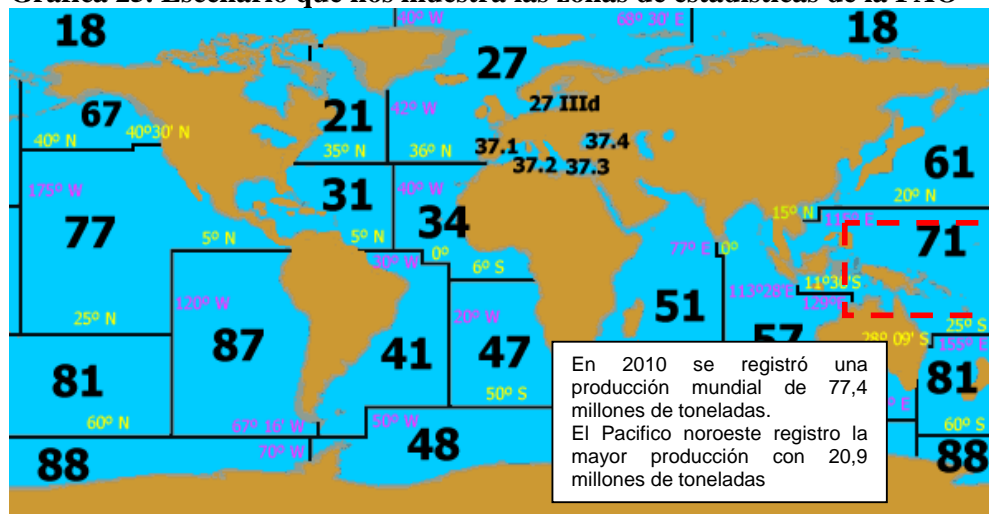 Escenario que nos muestra las zonas de estadísticas de la FAO
40º W 68º 30' E
18 18
27
67 42º W 27 IIId
21
40º N 40º30' N 37.1 37.4
35º N 36º N 37.2 37.3
61
175º W 31 40º W 20º N
34 15º N 115º E
77 5º N 5º N 0º 77º E 0º 71
30º W 6º S
113º28'E 11º30'S
120º W 20º W 51 129º
25º N 57 28º 09' S 25º S
87 41 47 155º E
81 81
50º S º E
60º N 67º 16' W 50º W 60º S
70º W 48
88 88
En 2010 se registró una
producción mundial de 77,4
millones de toneladas.
El Pacifico noroeste registro la
mayor producción con 20,9
millones de toneladas